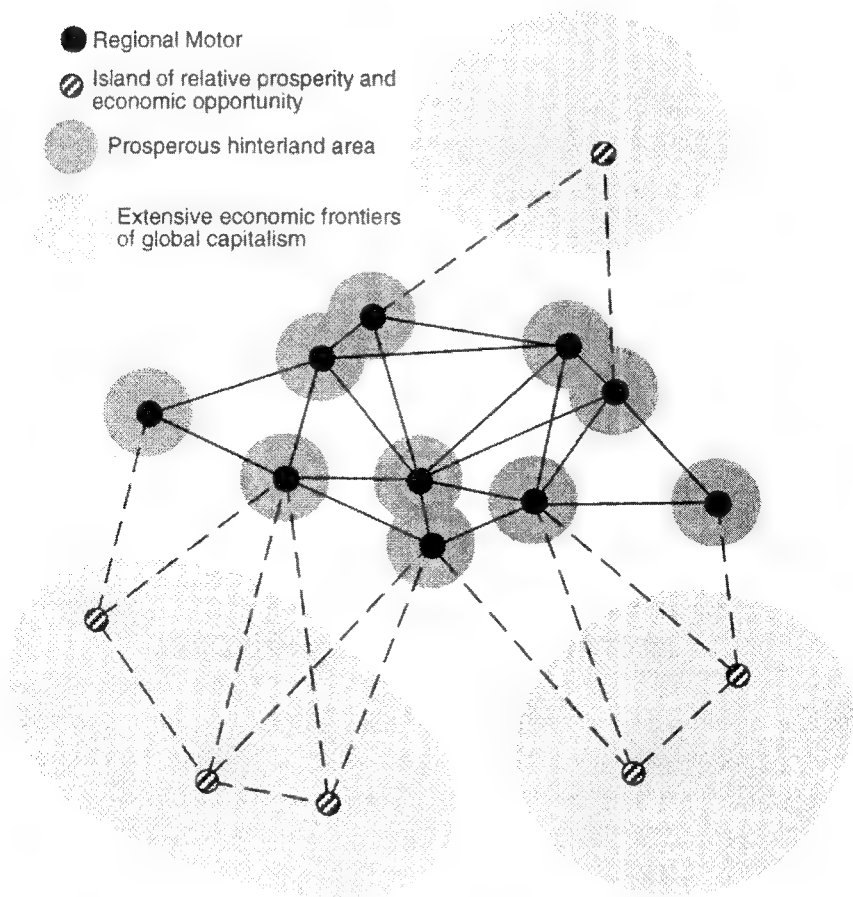 Regional Motor
Island of relative prosperity and
economic opportunity
Prosperous hinterland area
Extensive economic frontiers
of global capitalism